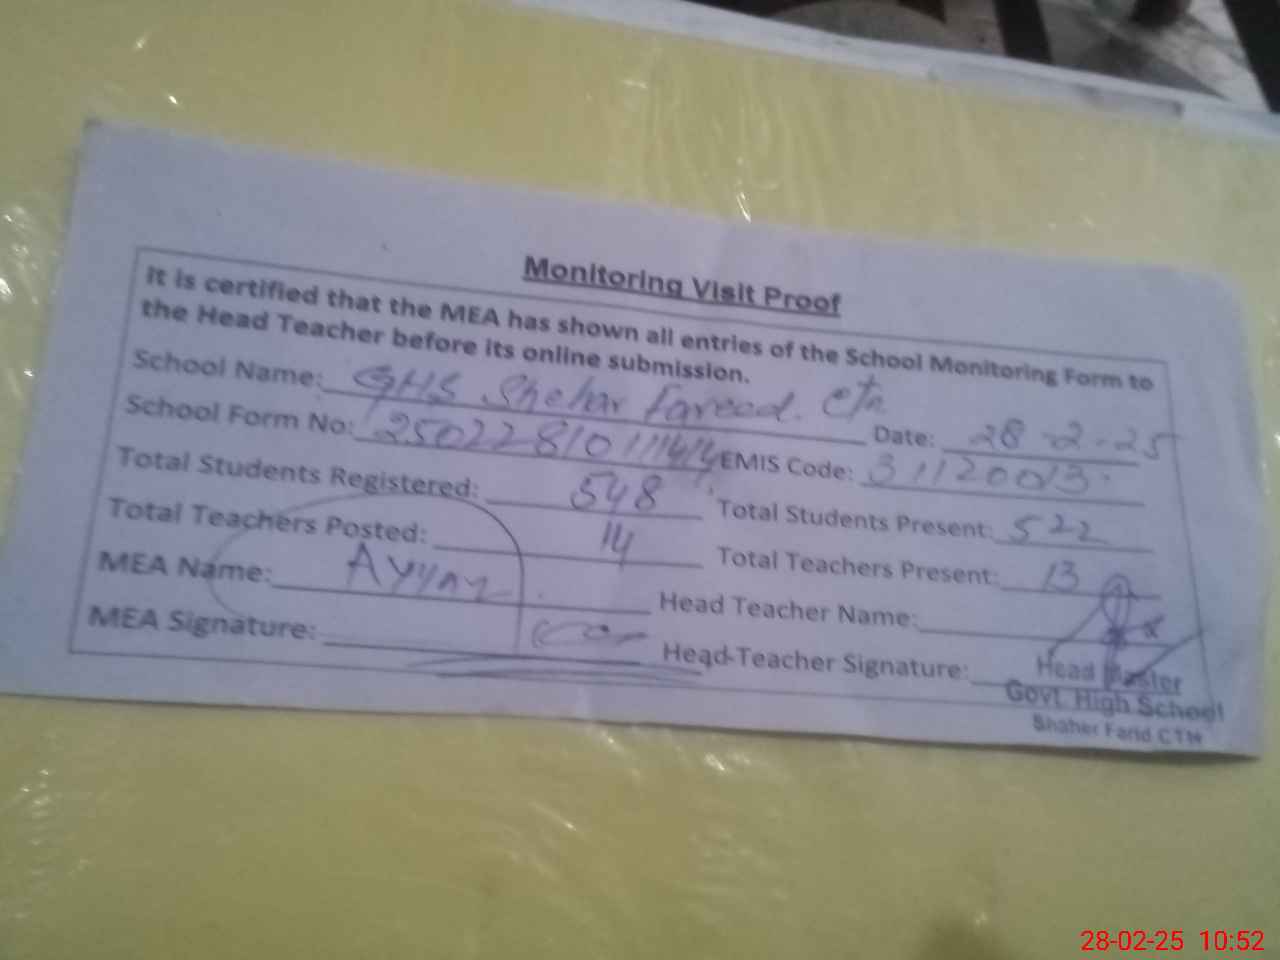 Monitoring Visit Proof
It is certified that the MEA has shown all entries of the School Monitoring Form to
the Head Teacher before its online submission.
School Name: GHS Shehar Fareed. ctn Date: 28-2-25
School Form No: EMIS Code: 31120013
Total Students Registered: 548 Total Students Present: 522
Total Teachers Posted: 14 Total Teachers Present: 13
MEA Name: Head Teacher Name:
MEA Signature: Head Teacher Signature:
Head Master
Govt. High School
Shaher Farid CTN
28-02-25 10:52